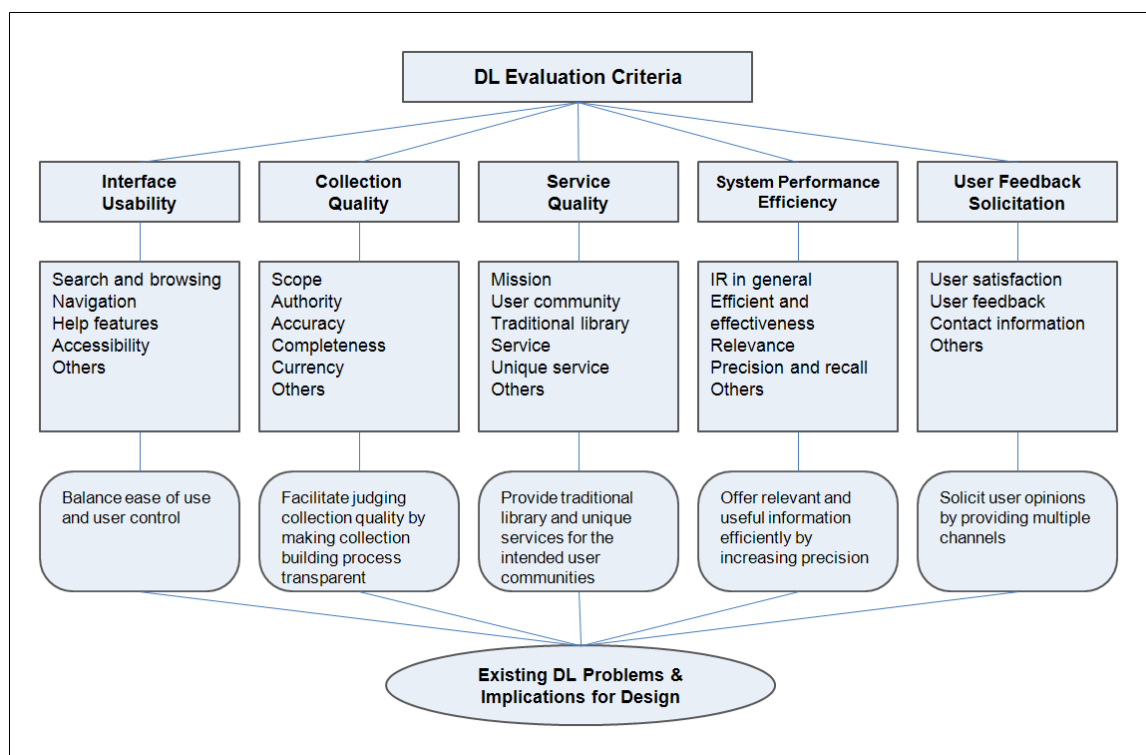 DL Evaluation Criteria
Interface
Usability
Collection
Quality
Service
Quality
System Performance
Efficiency
User Feedback
Solicitation
Search and browsing
Navigation
Help features
Accessibility
Others
Scope
Authority
Accuracy
Completeness
Currency
Others
Mission
User community
Traditional library
Service
Unique service
Others
IR in general
Efficient and
effectiveness
Relevance
Precision and recall
Others
User satisfaction
User feedback
Contact information
Others
Balance ease of use
and user control
Facilitate judging
collection quality by
making collection
building process
transparent
Provide traditional
library and unique
services for the
intended user
communities
Offer relevant and
useful information
efficiently by
increasing precision
Solicit user opinions
by providing multiple
channels
Existing DL Problems &
Implications for Design